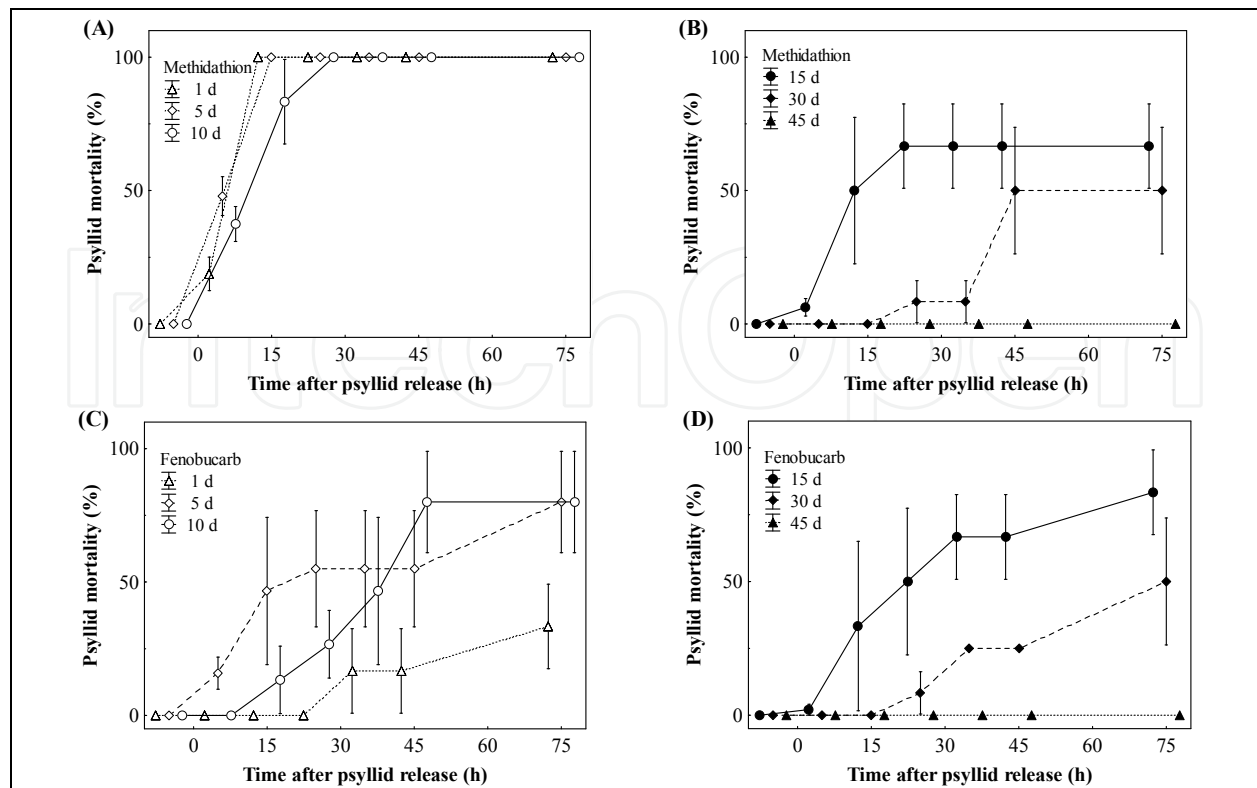 (A)
Psyllid mortality (%)
100
50
0
Methidathion
1 d
5 d
10 d
0 15 30 45 60 75
Time after psyllid release (h)
(B)
Psyllid mortality (%)
100
50
0
Methidathion
15 d
30 d
45 d
0 15 30 45 60 75
Time after psyllid release (h)
(C)
Psyllid mortality (%)
100
50
0
Fenobucarb
1 d
5 d
10 d
0 15 30 45 60 75
Time after psyllid release (h)
(D)
Psyllid mortality (%)
100
50
0
Fenobucarb
15 d
30 d
45 d
0 15 30 45 60 75
Time after psyllid release (h)
IntechOpen